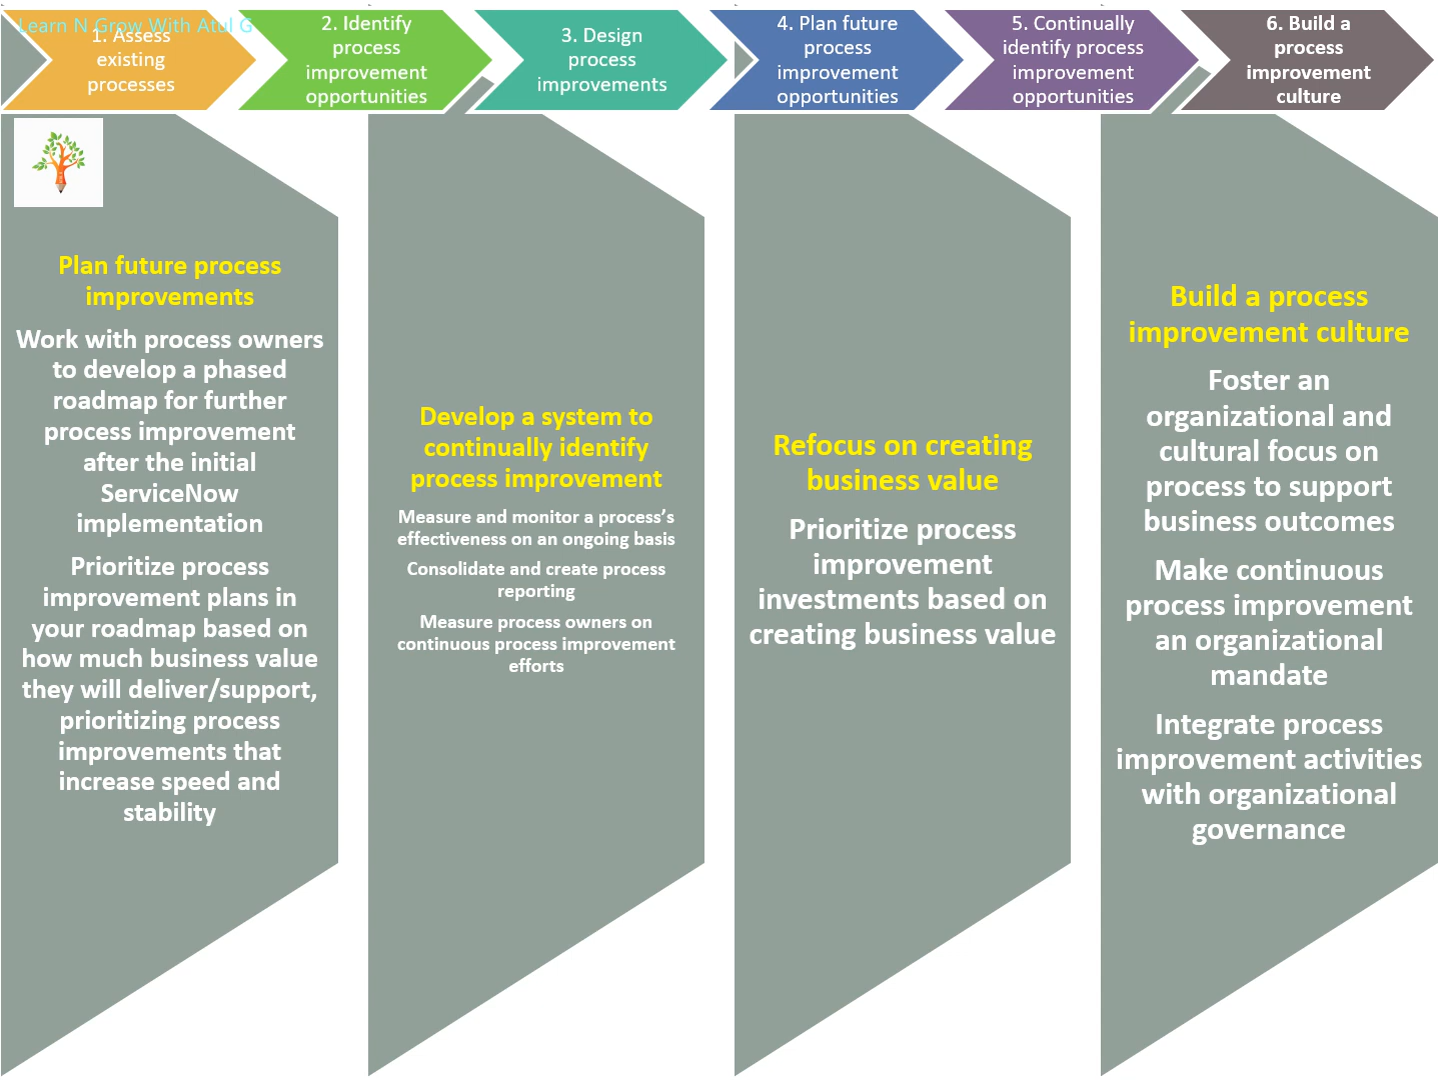 Learn N Grow With Atul G
1. Assess
existing
processes
2. Identify
process
improvement
opportunities
3. Design
process
improvements
4. Plan future
process
improvement
opportunities
5. Continually
identify process
improvement
opportunities
6. Build a
process
improvement
culture
Plan future process
improvements
Work with process owners
to develop a phased
roadmap for further
process improvement
after the initial
ServiceNow
implementation
Prioritize process
improvement plans in
your roadmap based on
how much business value
they will deliver/support,
prioritizing process
improvements that
increase speed and
stability
Develop a system to
continually identify
process improvement
Measure and monitor a process’s
effectiveness on an ongoing basis
Consolidate and create process
reporting
Measure process owners on
continuous process improvement
efforts
Refocus on creating
business value
Prioritize process
improvement
investments based on
creating business value
Build a process
improvement culture
Foster an
organizational and
cultural focus on
process to support
business outcomes
Make continuous
process improvement
an organizational
mandate
Integrate process
improvement activities
with organizational
governance